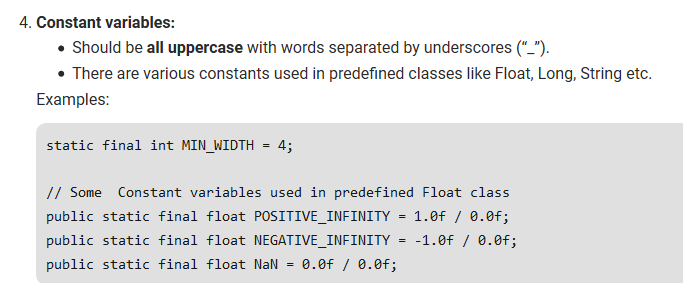 4. Constant variables:
• Should be all uppercase with words separated by underscores (“_”).
• There are various constants used in predefined classes like Float, Long, String etc.
Examples:
static final int MIN_WIDTH = 4;
// Some  Constant variables used in predefined Float class
public static final float POSITIVE_INFINITY = 1.0f / 0.0f;
public static final float NEGATIVE_INFINITY = -1.0f / 0.0f;
public static final float NaN = 0.0f / 0.0f;